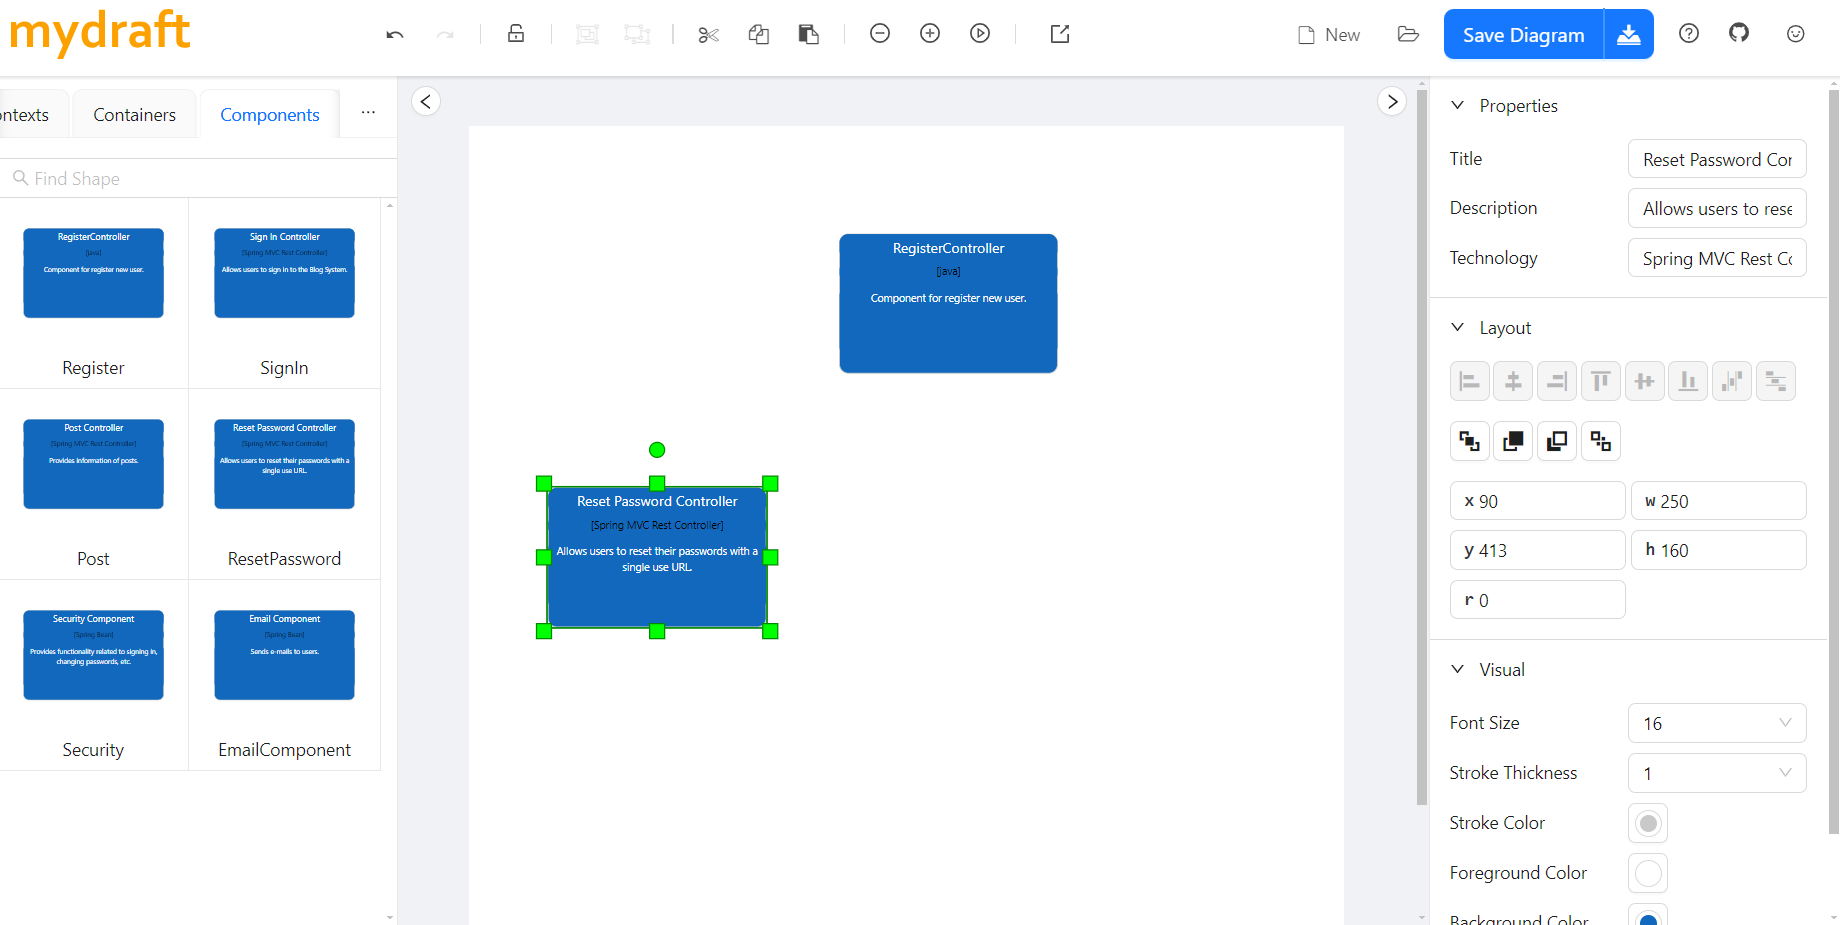 mydraft
New
Save Diagram
ontexts
Containers
Components
···
Find Shape
RegisterController
[java]
Component for register new user.
Register
Sign In Controller
[Spring MVC Rest Controller]
Allows users to sign in to the Blog System.
SignIn
Post Controller
[Spring MVC Rest Controller]
Provides information of posts.
Post
Reset Password Controller
[Spring MVC Rest Controller]
Allows users to reset their passwords with a
single use URL.
ResetPassword
Security Component
[Spring Bean]
Provides functionality related to signing in,
changing passwords, etc.
Security
Email Component
[Spring Bean]
Sends e-mails to users.
EmailComponent
RegisterController
[java]
Component for register new user.
Reset Password Controller
[Spring MVC Rest Controller]
Allows users to reset their passwords with a
single use URL.
Properties
Title
Reset Password Cor
Description
Allows users to rese
Technology
Spring MVC Rest Co
Layout
x 90
w 250
y 413
h 160
r 0
Visual
Font Size
16
Stroke Thickness
1
Stroke Color
Foreground Color
Background Color